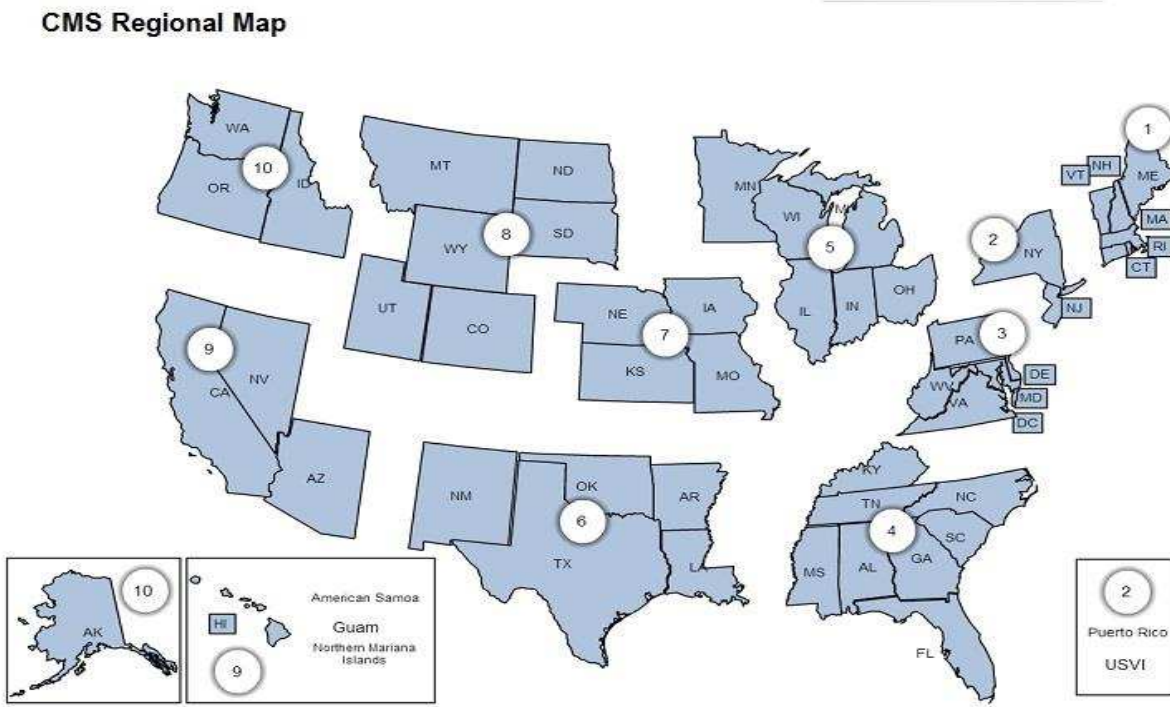 CMS Regional Map
1
WA
10
OR
ID
MT
ND
8
WY
SD
UT
CO
MN
WI
MI
5
IL
IN
OH
VT
NH
ME
MA
RI
CT
2
NY
NJ
9
CA
NV
AZ
NE
IA
7
KS
MO
3
PA
WV
VA
DE
MD
DC
NM
OK
AR
6
TX
LA
KY
TN
NC
4
SC
MS
AL
GA
FL
10
AK
American Samoa
HI
Guam
Northern Mariana
Islands
9
2
Puerto Rico
USVI